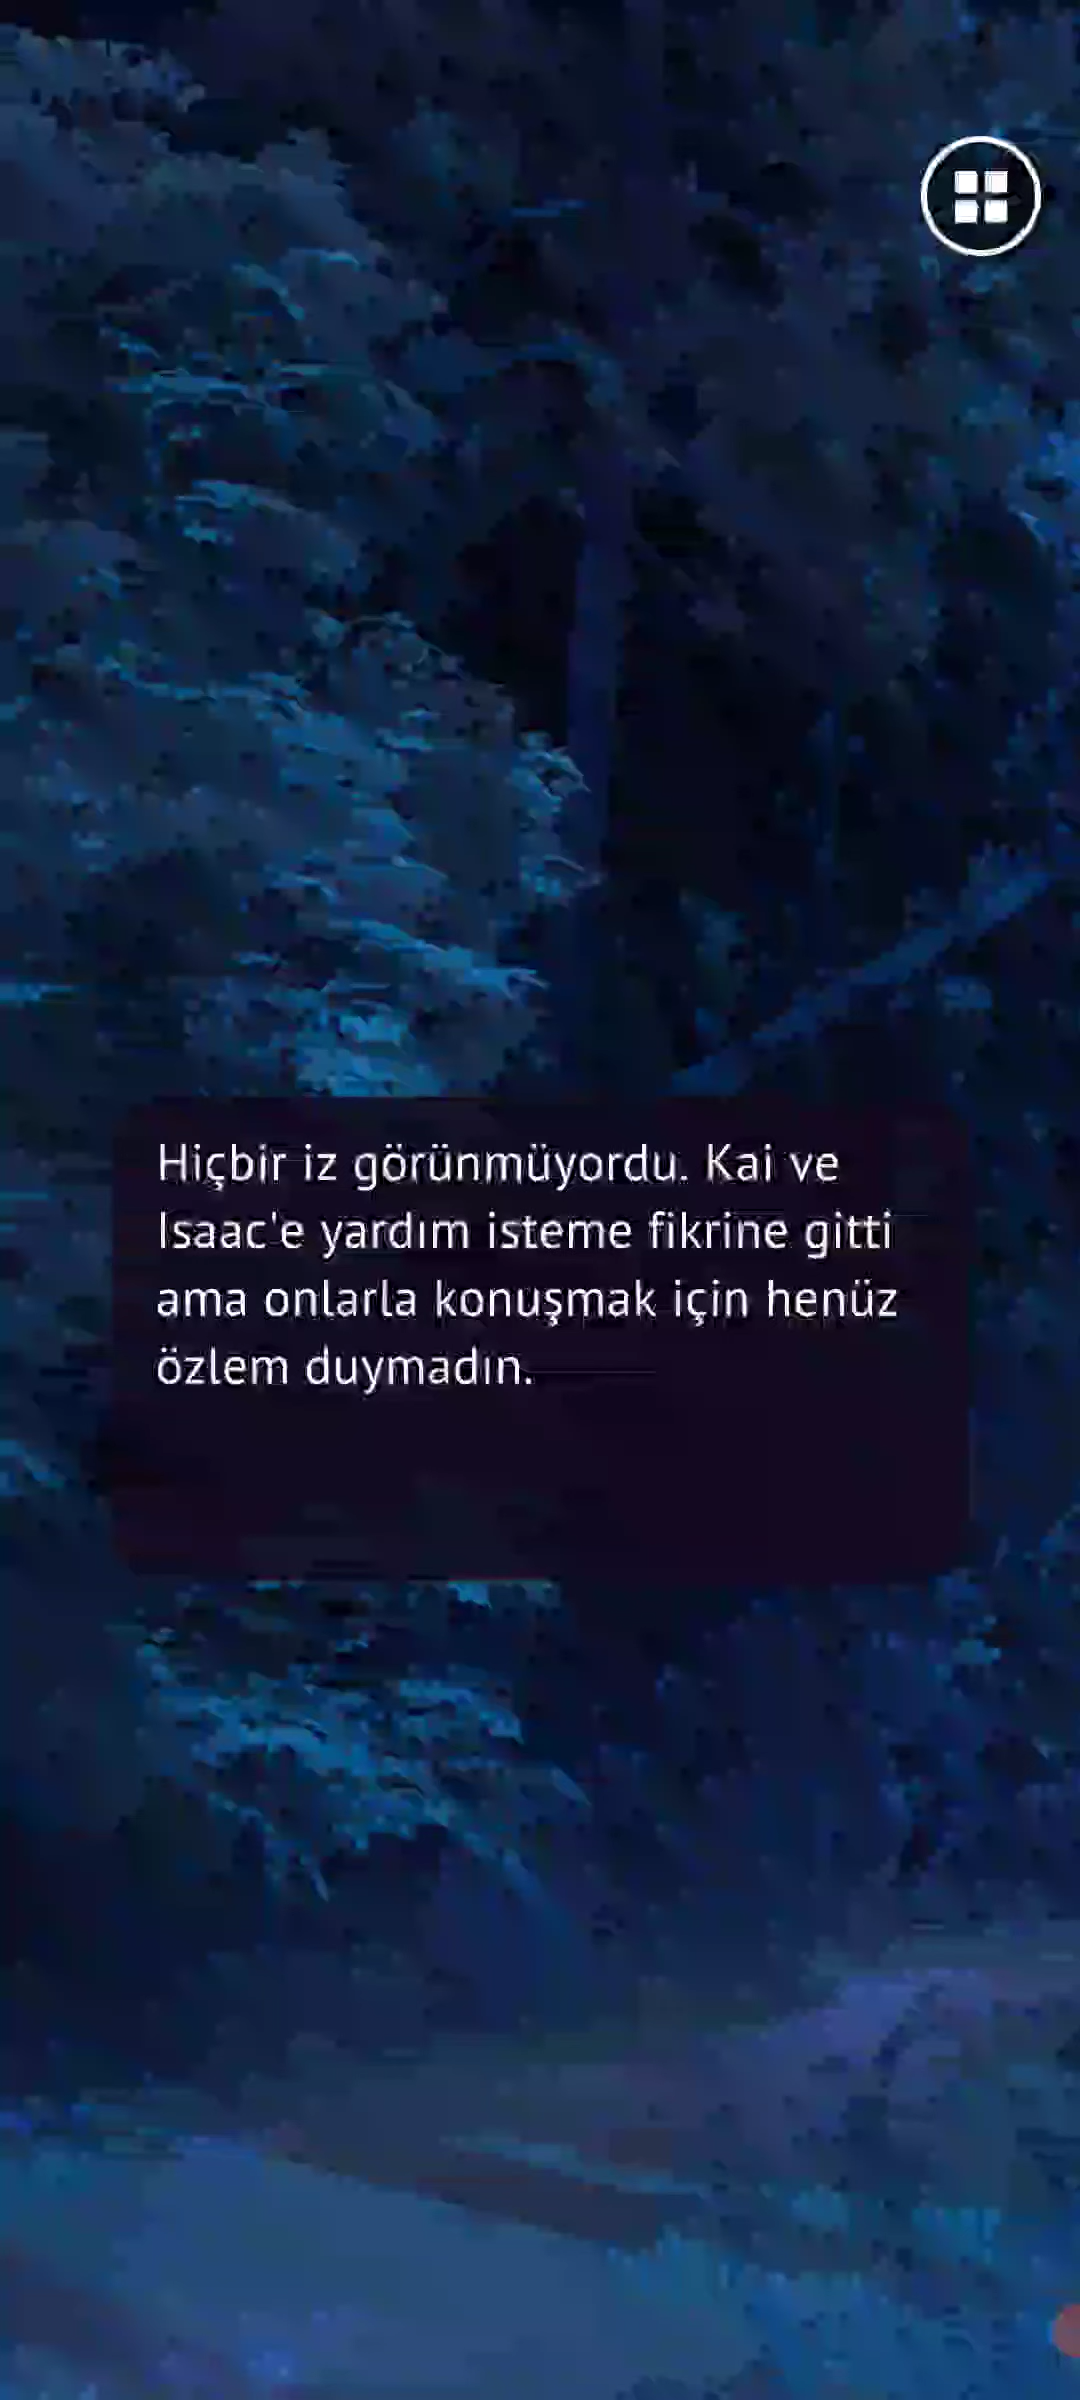 Hiçbir iz görünmüyordu. Kai ve
Isaac'e yardım isteme fikrine gitti
ama onlarla konuşmak için henüz
özlem duymadın.